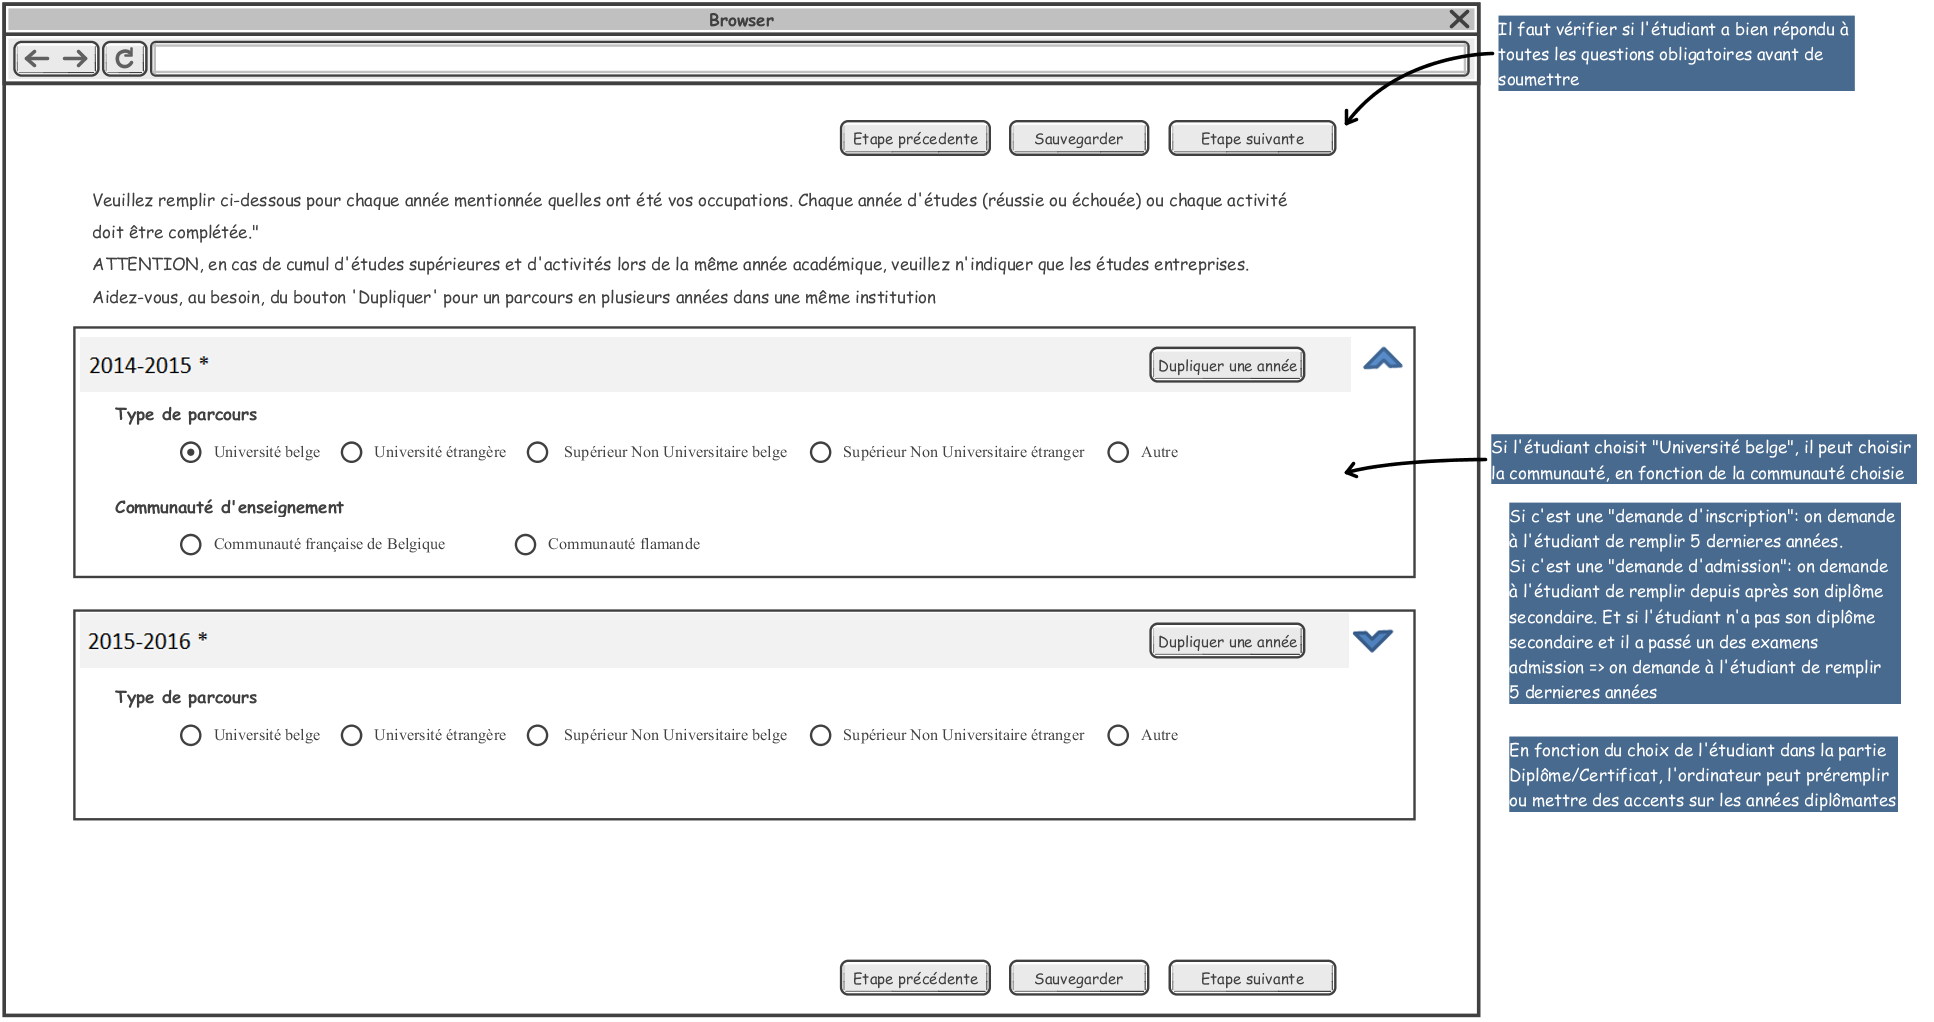 Browser
Il faut vérifier si l'étudiant a bien répondu à
toutes les questions obligatoires avant de
soumettre
Etape précedente
Sauvegarder
Etape suivante
Veuillez remplir ci-dessous pour chaque année mentionnée quelles ont été vos occupations. Chaque année d'études (réussie ou échouée) ou chaque activité
doit être complétée."
ATTENTION, en cas de cumul d'études supérieures et d'activités lors de la même année académique, veuillez n'indiquer que les études entreprises.
Aidez-vous, au besoin, du bouton 'Dupliquer' pour un parcours en plusieurs années dans une même institution
2014-2015 *
Dupliquer une année
Type de parcours
Université belge
Université étrangère
Supérieur Non Universitaire belge
Supérieur Non Universitaire étranger
Autre
Communauté d'enseignement
Communauté française de Belgique
Communauté flamande
Si l'étudiant choisit "Université belge", il peut choisir
la communauté, en fonction de la communauté choisie
Si c'est une "demande d'inscription": on demande
à l'étudiant de remplir 5 dernieres années.
Si c'est une "demande d'admission": on demande
à l'étudiant de remplir depuis après son diplôme
secondaire. Et si l'étudiant n'a pas son diplôme
secondaire et il a passé un des examens
admission => on demande à l'étudiant de remplir
5 dernieres années
2015-2016 *
Dupliquer une année
Type de parcours
Université belge
Université étrangère
Supérieur Non Universitaire belge
Supérieur Non Universitaire étranger
Autre
En fonction du choix de l'étudiant dans la partie
Diplôme/Certificat, l'ordinateur peut préremplir
ou mettre des accents sur les années diplômantes
Etape précédente
Sauvegarder
Etape suivante